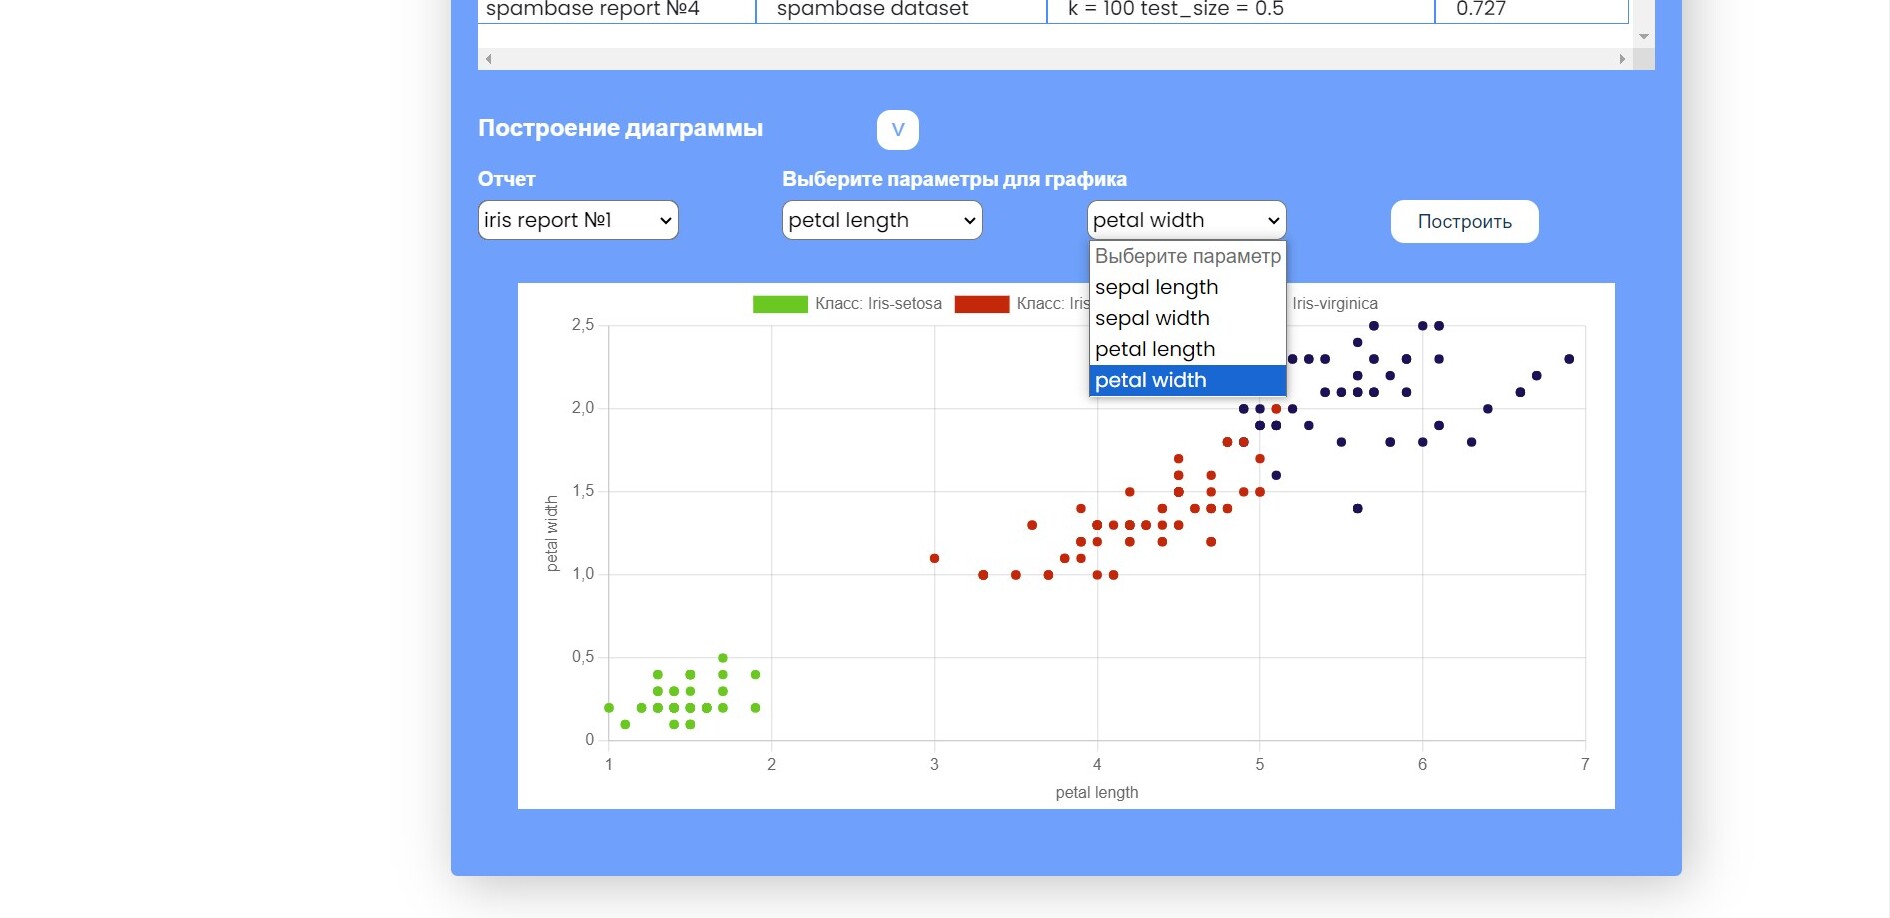 spambase report №4 spambase dataset k = 100 test_size = 0.5 0.727
Построение диаграммы V
Отчет Выберите параметры для графика
iris report №1 petal length petal width Построить
Выберите параметр
sepal length
sepal width
petal length
petal width
Класс: Iris-setosa Класс: Iris Iris-virginica
2,5
2,0
1,5
1,0
0,5
0
petal width
1 2 3 4 5 6 7
petal length